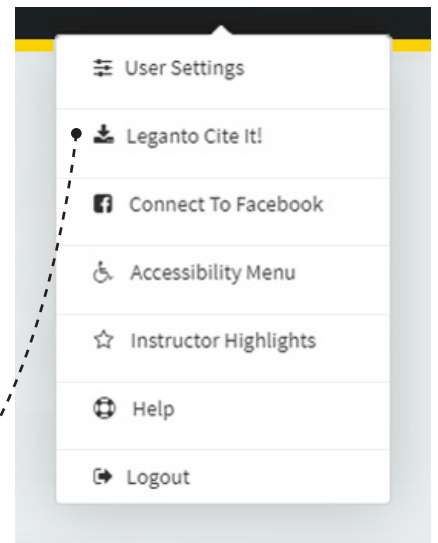 User Settings
Leganto Cite It!
Connect To Facebook
Accessibility Menu
Instructor Highlights
Help
Logout